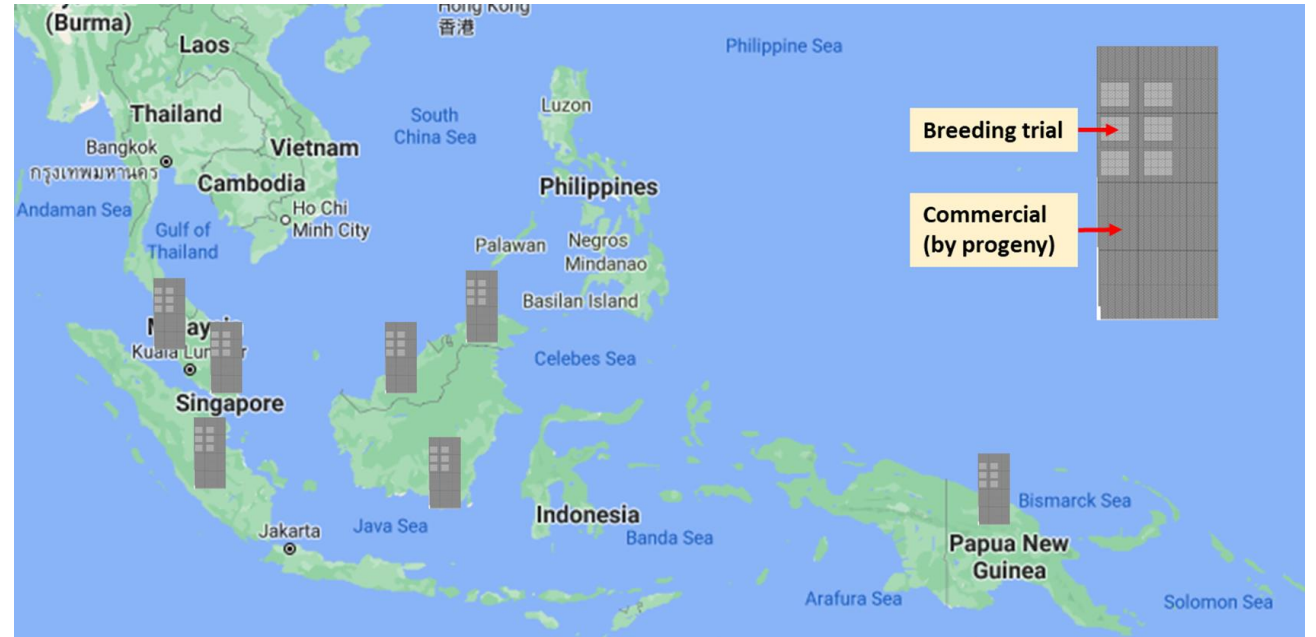 (Burma)
Hong Kong
香港
Laos
Philippine Sea
Luzon
Thailand
South
China Sea
Breeding trial
Bangkok
กรุงเทพมหานคร
Vietnam
Cambodia
Philippines
Andaman Sea
Ho Chi
Minh City
Commercial
(by progeny)
Gulf of
Thailand
Palawan
Negros
Mindanao
Basilan Island
Kuala
Celebes Sea
Singapore
Bismarck Sea
Jakarta
Java Sea
Indonesia
Banda Sea
Papua New
Guinea
Arafura Sea
Solomon Sea